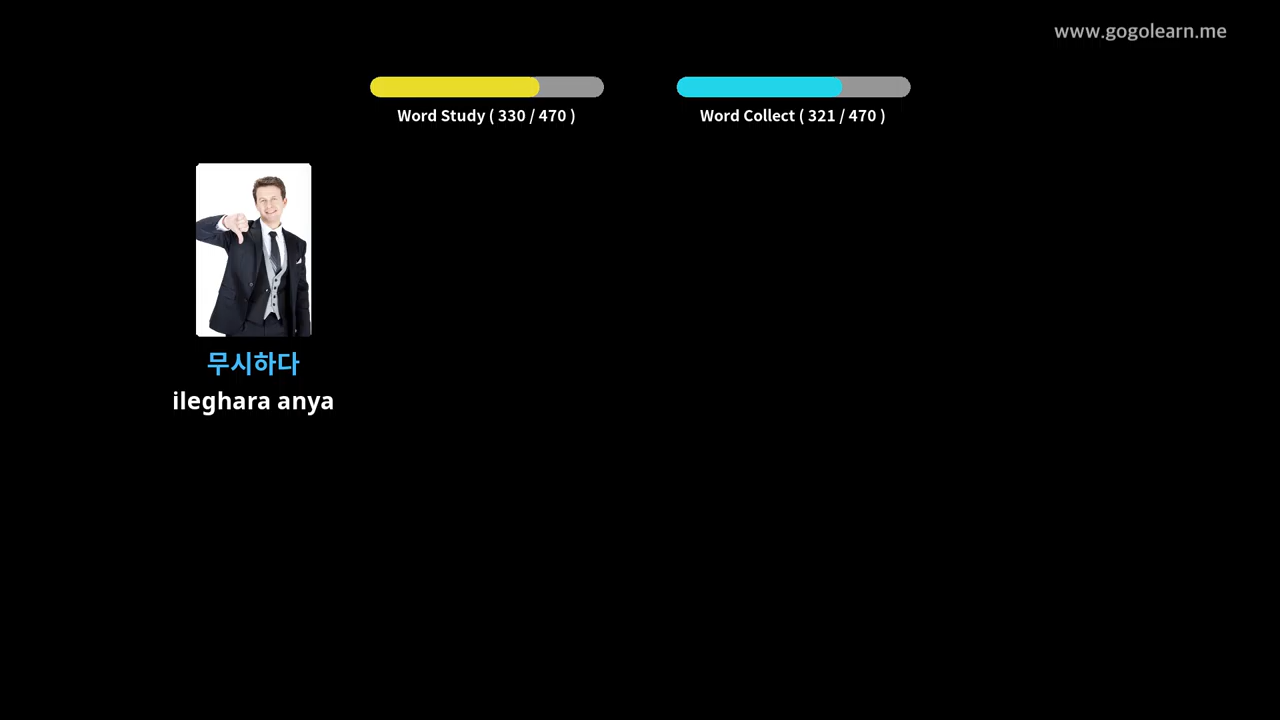 www.gogolearn.me
Word Study ( 330 / 470 )
Word Collect ( 321 / 470 )
무시하다
ileghara anya